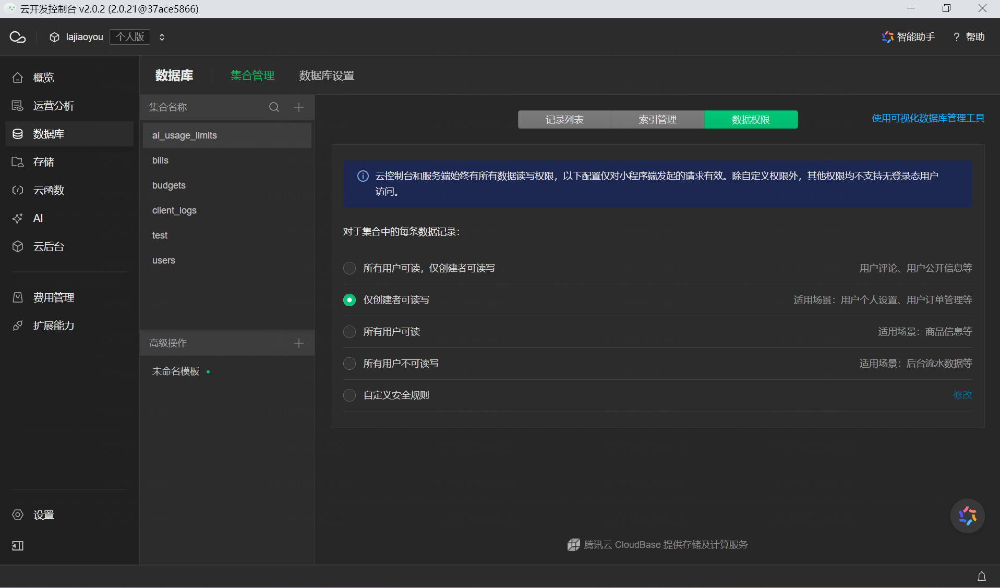 云开发控制台 v2.0.2 (2.0.21@37ace5866)
lajiaoyou 个人版
智能助手 ? 帮助
概览
运营分析
数据库
存储
云函数
AI
云后台
费用管理
扩展能力
设置
数据库 集合管理 数据库设置
集合名称
ai_usage_limits
bills
budgets
client_logs
test
users
高级操作
未命名模板
记录列表 索引管理 数据权限
使用可视化数据库管理工具
云控制台和服务端始终有所有数据读写权限，以下配置仅对小程序端发起的请求有效。除自定义权限外，其他权限均不支持无登录态用户
访问。
对于集合中的每条数据记录：
所有用户可读，仅创建者可读写 用户评论、用户公开信息等
仅创建者可读写 适用场景：用户个人设置、用户订单管理等
所有用户可读 适用场景：商品信息等
所有用户不可读写 适用场景：后台流水数据等
自定义安全规则 修改
腾讯云 CloudBase 提供存储及计算服务